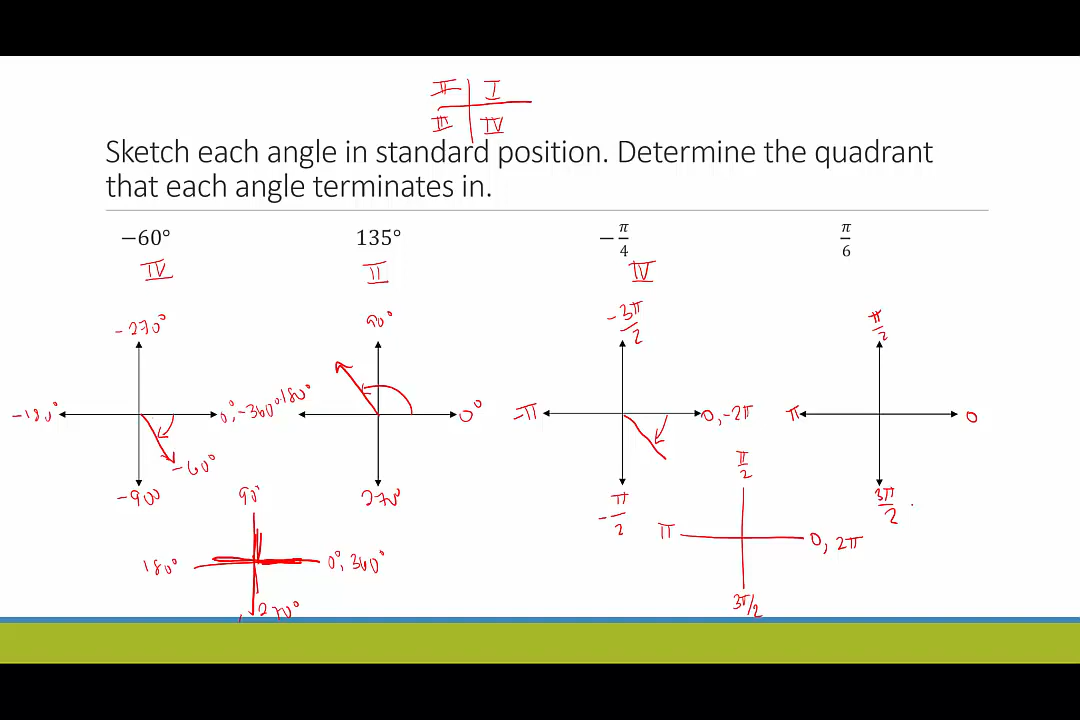 II I
III IV
Sketch each angle in standard position. Determine the quadrant
that each angle terminates in.
−60° 135° −π/4 π/6
IV II IV
-270° 90° -3π/2 π/2
-180° 0°, -360° 180° 0° -π 0, -2π π 0
-60°
-90° 270° -π/2 3π/2
90° π/2
180° 0°, 360° π 0, 2π
270° 3π/2